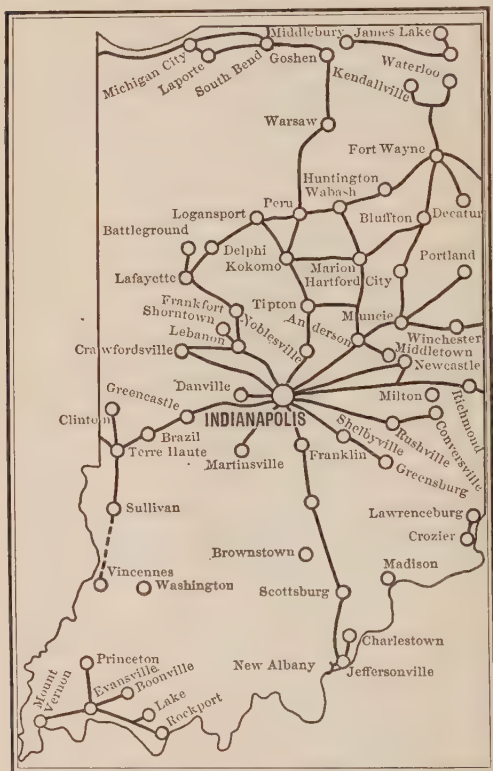 Middlebury
James Lake
Michigan City
Laporte
South Bend
Goshen
Waterloo
Kendallville
Warsaw
Fort Wayne
Huntington
Wabash
Peru
Logansport
Bluffton
Decatur
Battleground
Delphi
Kokomo
Marion
Hartford City
Portland
Lafayette
Frankfort
Shorntown
Lebanon
Tipton
Noblesville
Anderson
Muncie
Winchester
Middletown
Newcastle
Crawfordsville
Danville
Milton
Richmond
Greencastle
INDIANAPOLIS
Clinton
Brazil
Terre Haute
Martinsville
Franklin
Shelbyville
Rushville
Conversville
Greensburg
Sullivan
Lawrenceburg
Crozier
Brownstown
Madison
Vincennes
Washington
Scottsburg
Charlestown
New Albany
Jeffersonville
Princeton
Mount
Vernon
Evansville
Boonville
Lake
Rockport